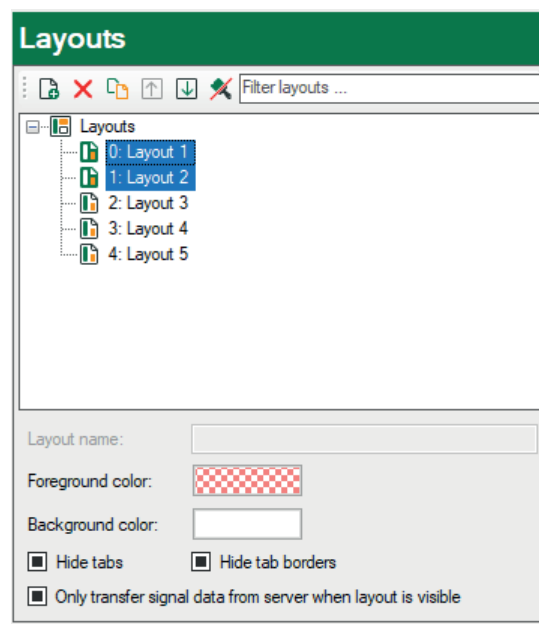 Layouts
Filter layouts ...
Layouts
0: Layout 1
1: Layout 2
2: Layout 3
3: Layout 4
4: Layout 5
Layout name:
Foreground color:
Background color:
Hide tabs Hide tab borders
Only transfer signal data from server when layout is visible